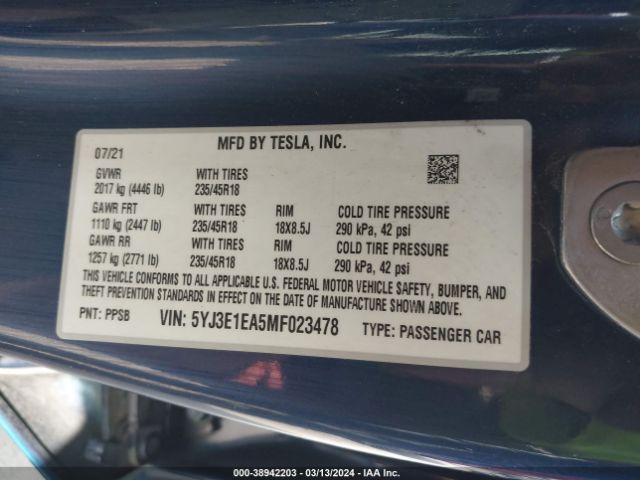 MFD BY TESLA, INC.
07/21
GVWR WITH TIRES
2017 kg (4446 lb) 235/45R18
GAWR FRT WITH TIRES RIM COLD TIRE PRESSURE
1110 kg (2447 lb) 235/45R18 18X8.5J 290 kPa, 42 psi
GAWR RR WITH TIRES RIM COLD TIRE PRESSURE
1257 kg (2771 lb) 235/45R18 18X8.5J 290 kPa, 42 psi
THIS VEHICLE CONFORMS TO ALL APPLICABLE U.S. FEDERAL MOTOR VEHICLE SAFETY, BUMPER, AND
THEFT PREVENTION STANDARDS IN EFFECT ON THE DATE OF MANUFACTURE SHOWN ABOVE.
PNT: PPSB VIN: 5YJ3E1EA5MF023478 TYPE: PASSENGER CAR
000-38942203 - 03/13/2024 - IAA Inc.